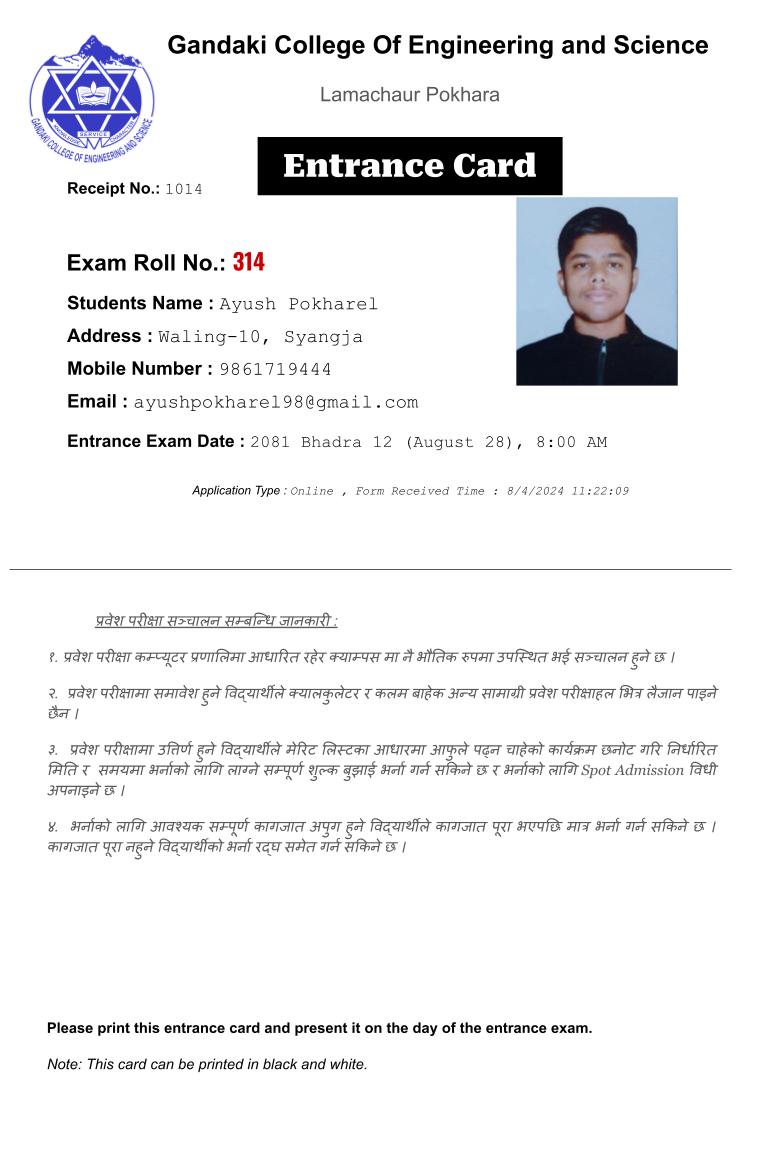 Gandaki College Of Engineering and Science
Lamachaur Pokhara
KNOWLEDGE SERVICE CHARACTER
GANDAKI COLLEGE OF ENGINEERING AND SCIENCE
Entrance Card
Receipt No.: 1014
Exam Roll No.: 314
Students Name : Ayush Pokharel
Address : Waling-10, Syangja
Mobile Number : 9861719444
Email : ayushpokharel98@gmail.com
Entrance Exam Date : 2081 Bhadra 12 (August 28), 8:00 AM
Application Type : Online , Form Received Time : 8/4/2024 11:22:09
प्रवेश परीक्षा सञ्चालन सम्बन्धि जानकारी :
१. प्रवेश परीक्षा कम्प्यूटर प्रणालिमा आधारित रहेर क्याम्पस मा नै भौतिक रुपमा उपस्थित भई सञ्चालन हुने छ ।
२. प्रवेश परीक्षामा समावेश हुने विद्यार्थीले क्यालकुलेटर र कलम बाहेक अन्य सामाग्री प्रवेश परीक्षाहल भित्र लैजान पाइने
छैन ।
३. प्रवेश परीक्षामा उत्तिर्ण हुने विद्यार्थीले मेरिट लिस्टका आधारमा आफुले पढ्न चाहेको कार्यक्रम छनोट गरि निर्धारित
मिति र समयमा भर्नाको लागि लाग्ने सम्पूर्ण शुल्क बुझाई भर्ना गर्न सकिने छ र भर्नाको लागि Spot Admission विधी
अपनाइने छ ।
४. भर्नाको लागि आवश्यक सम्पूर्ण कागजात अपुग हुने विद्यार्थीले कागजात पूरा भएपछि मात्र भर्ना गर्न सकिने छ ।
कागजात पूरा नहुने विद्यार्थीको भर्ना रद्घ समेत गर्न सकिने छ ।
Please print this entrance card and present it on the day of the entrance exam.
Note: This card can be printed in black and white.